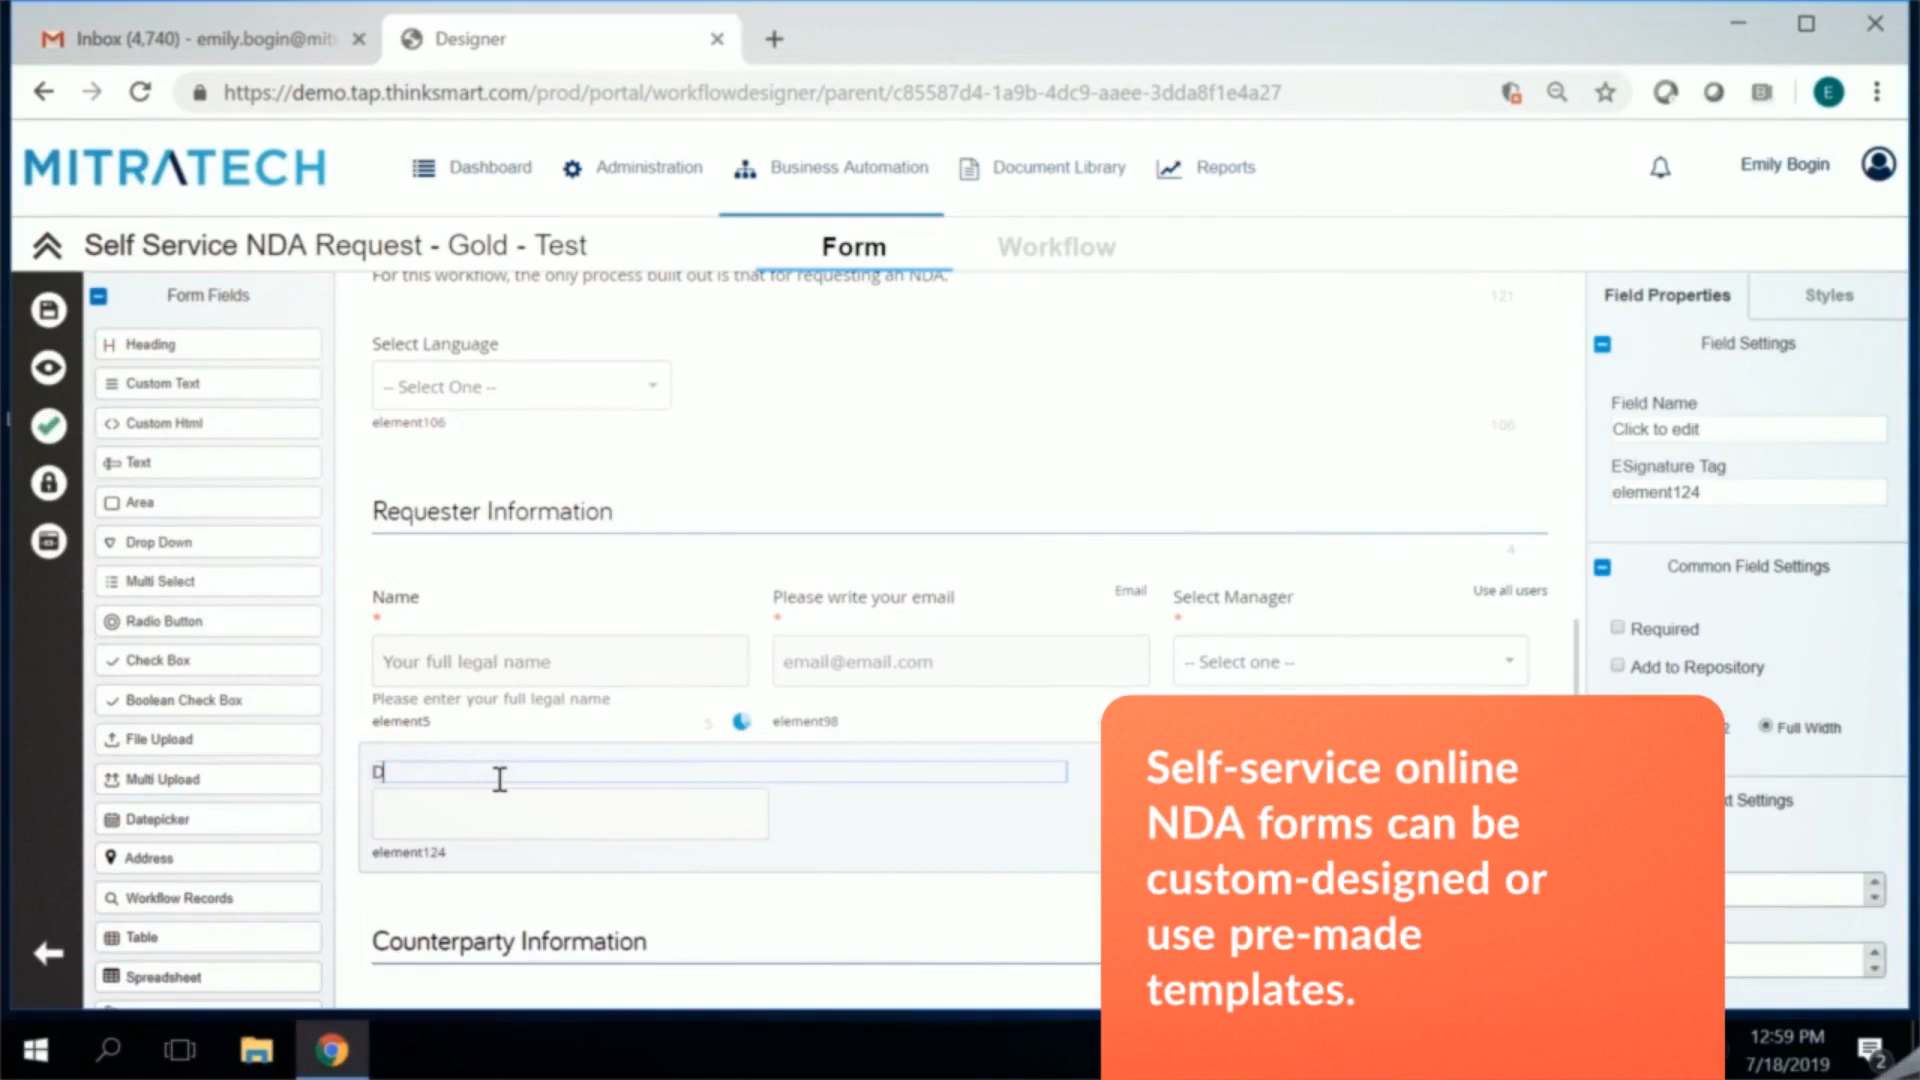 Inbox (4,740) - emily.bogin@mit
Designer
https://demo.tap.thinksmart.com/prod/portal/workflowdesigner/parent/c85587d4-1a9b-4dc9-aaee-3dda8f1e4a27
E
MITRATECH
Dashboard
Administration
Business Automation
Document Library
Reports
Emily Bogin
Self Service NDA Request - Gold - Test
Form
Workflow
Form Fields
Heading
Custom Text
Custom Html
Text
Area
Drop Down
Multi Select
Radio Button
Check Box
Boolean Check Box
File Upload
Multi Upload
Datepicker
Address
Workflow Records
Table
Spreadsheet
For this workflow, the only process built out is that for requesting an NDA.
121
Select Language
-- Select One --
element106
106
Requester Information
4
Name
*
Your full legal name
Please enter your full legal name
element5
5
Please write your email
Email
*
email@email.com
element98
Select Manager
Use all users
*
-- Select one --
D
element124
Counterparty Information
Field Properties
Styles
Field Settings
Field Name
Click to edit
ESignature Tag
element124
Common Field Settings
Required
Add to Repository
2
Full Width
t Settings
Self-service online
NDA forms can be
custom-designed or
use pre-made
templates.
12:59 PM
7/18/2019
2